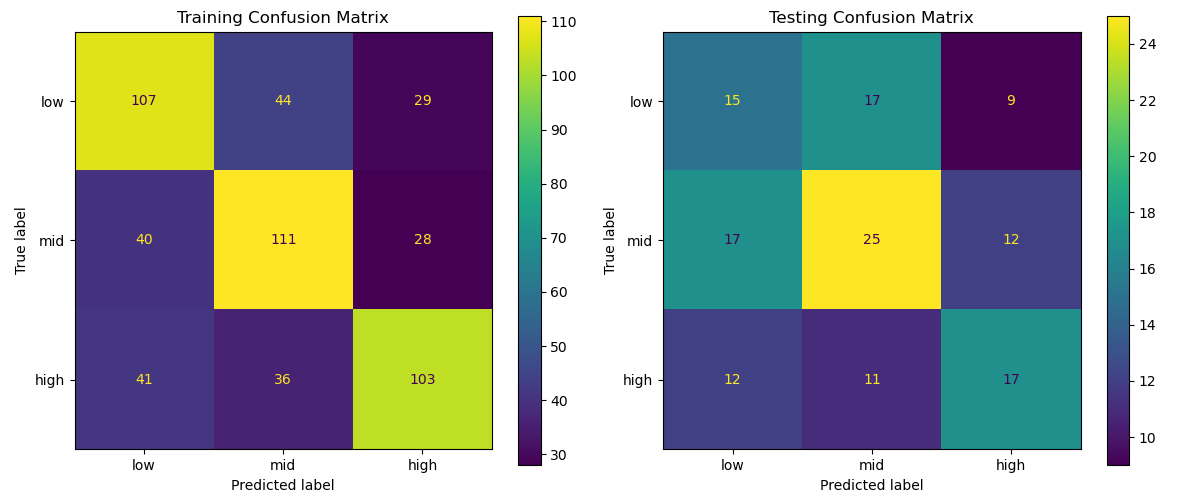 Training Confusion Matrix
True label
low
mid
high
107 44 29
40 111 28
41 36 103
low mid high
Predicted label
110
100
90
80
70
60
50
40
30
Testing Confusion Matrix
True label
low
mid
high
15 17 9
17 25 12
12 11 17
low mid high
Predicted label
24
22
20
18
16
14
12
10